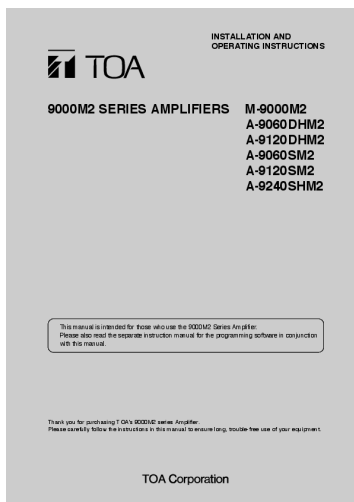 INSTALLATION AND
OPERATING INSTRUCTIONS
TOA
9000M2 SERIES AMPLIFIERS M-9000M2
A-9060DHM2
A-9120DHM2
A-9060SM2
A-9120SM2
A-9240SHM2
This manual is intended for those who use the 9000M2 Series Amplifier.
Please also read the separate instruction manual for the programming software in conjunction
with this manual.
Thank you for purchasing TOA's 9000M2 series Amplifier.
Please carefully follow the instructions in this manual to ensure long, trouble-free use of your equipment.
TOA Corporation